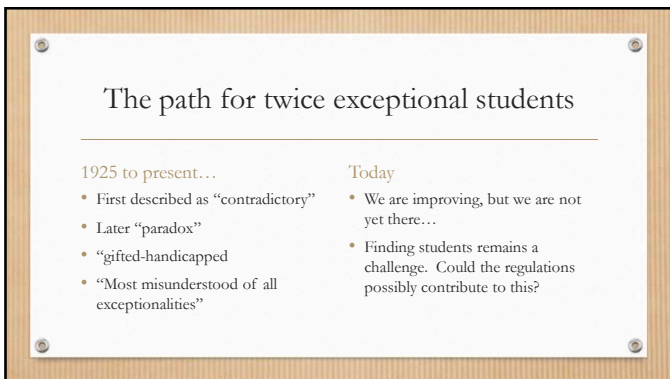 The path for twice exceptional students
1925 to present…
• First described as “contradictory”
• Later “paradox”
• “gifted-handicapped
• “Most misunderstood of all
exceptionalities”
Today
• We are improving, but we are not
yet there…
• Finding students remains a
challenge. Could the regulations
possibly contribute to this?